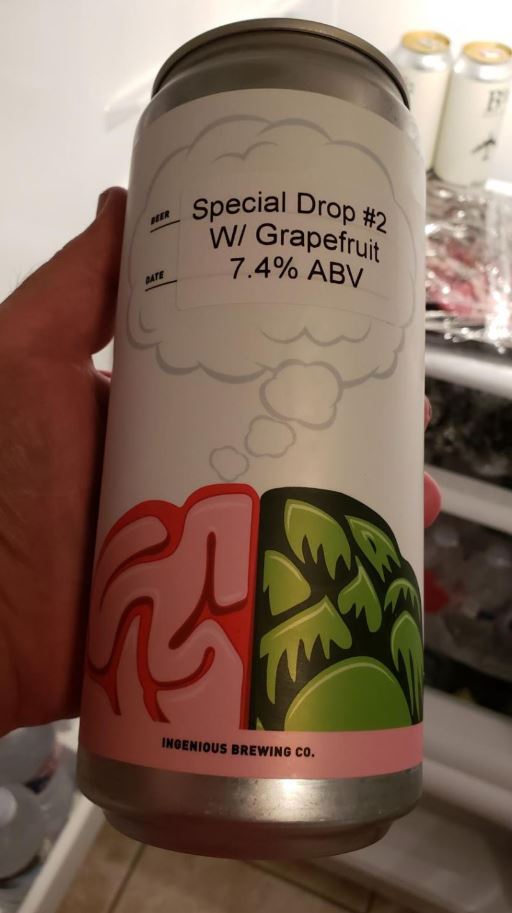 BEER
Special Drop #2
W/ Grapefruit
DATE
7.4% ABV
INGENIOUS BREWING CO.